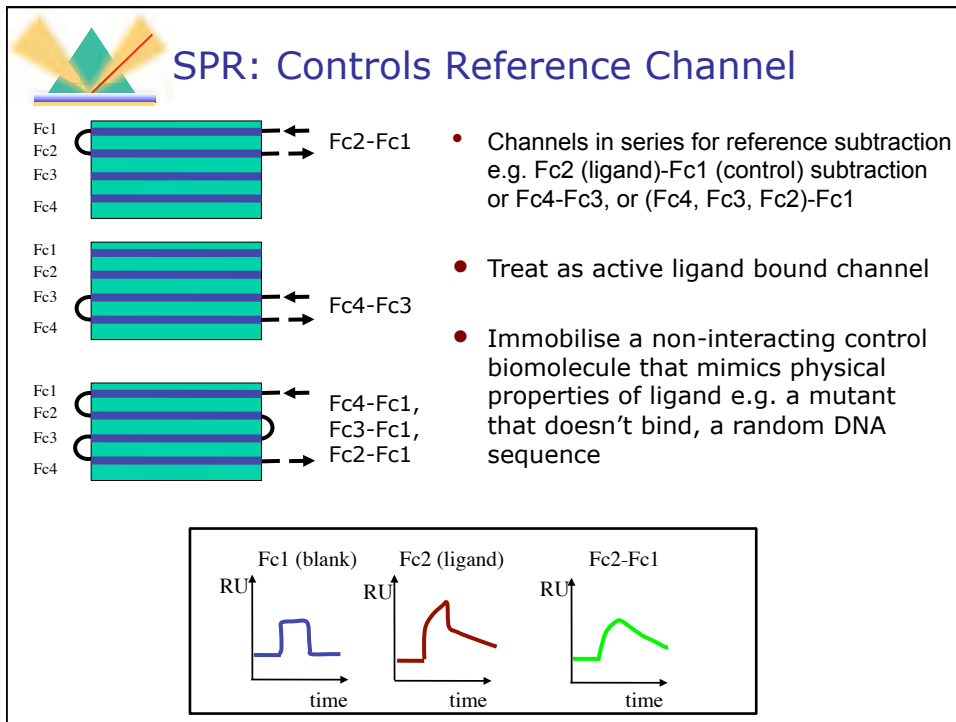 SPR: Controls Reference Channel
Fc1
Fc2
Fc3
Fc4
Fc2-Fc1
Fc1
Fc2
Fc3
Fc4
Fc4-Fc3
Fc1
Fc2
Fc3
Fc4
Fc4-Fc1,
Fc3-Fc1,
Fc2-Fc1
• Channels in series for reference subtraction
e.g. Fc2 (ligand)-Fc1 (control) subtraction
or Fc4-Fc3, or (Fc4, Fc3, Fc2)-Fc1
• Treat as active ligand bound channel
• Immobilise a non-interacting control
biomolecule that mimics physical
properties of ligand e.g. a mutant
that doesn’t bind, a random DNA
sequence
Fc1 (blank)
RU
time
Fc2 (ligand)
RU
time
Fc2-Fc1
RU
time